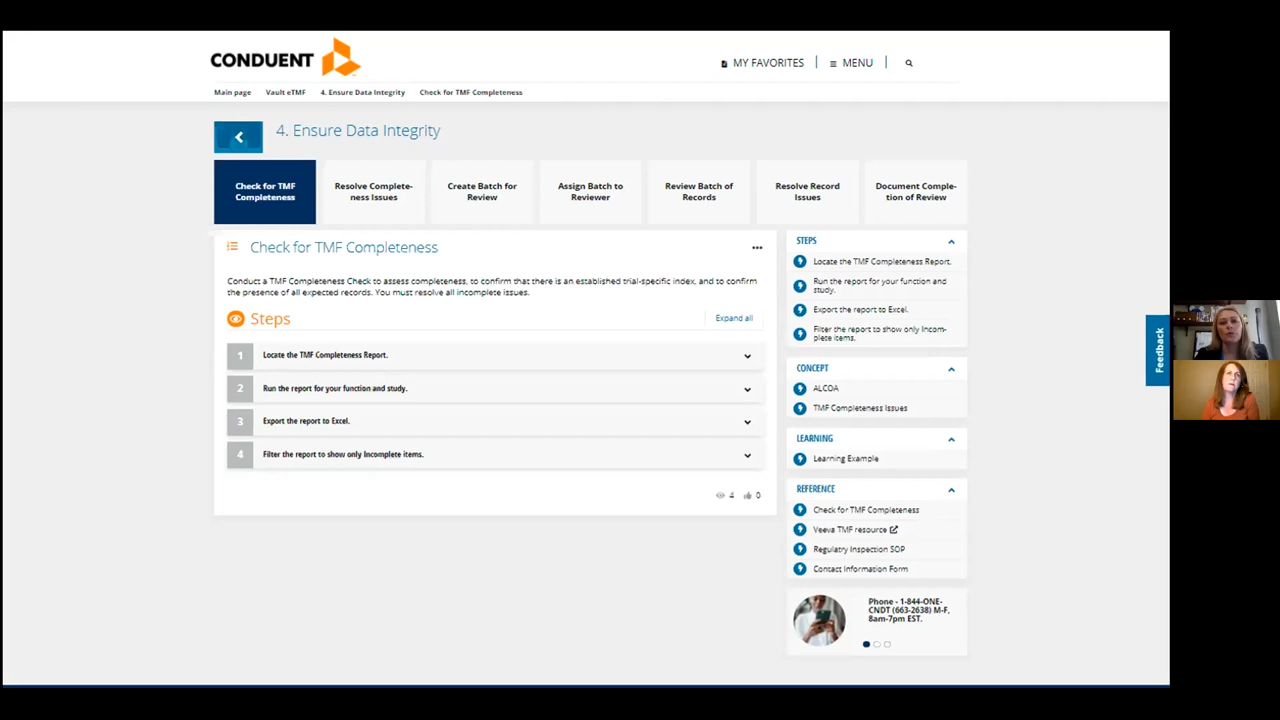 CONDUENT
MY FAVORITES
MENU
Main page
Vault eTMF
4. Ensure Data Integrity
Check for TMF Completeness
4. Ensure Data Integrity
Check for TMF
Completeness
Resolve Complete-
ness Issues
Create Batch for
Review
Assign Batch to
Reviewer
Review Batch of
Records
Resolve Record
Issues
Document Comple-
tion of Review
Check for TMF Completeness
Conduct a TMF Completeness Check to assess completeness, to confirm that there is an established trial-specific index, and to confirm
the presence of all expected records. You must resolve all incomplete issues.
Steps
Expand all
1 Locate the TMF Completeness Report.
2 Run the report for your function and study.
3 Export the report to Excel.
4 Filter the report to show only Incomplete items.
4 0
STEPS
Locate the TMF Completeness Report.
Run the report for your function and
study.
Export the report to Excel.
Filter the report to show only Incom-
plete items.
CONCEPT
ALCOA
TMF Completeness Issues
LEARNING
Learning Example
REFERENCE
Check for TMF Completeness
Veeva TMF resource
Regulatry Inspection SOP
Contact Information Form
Phone - 1-844-ONE-
CNDT (663-2638) M-F,
8am-7pm EST.
Feedback